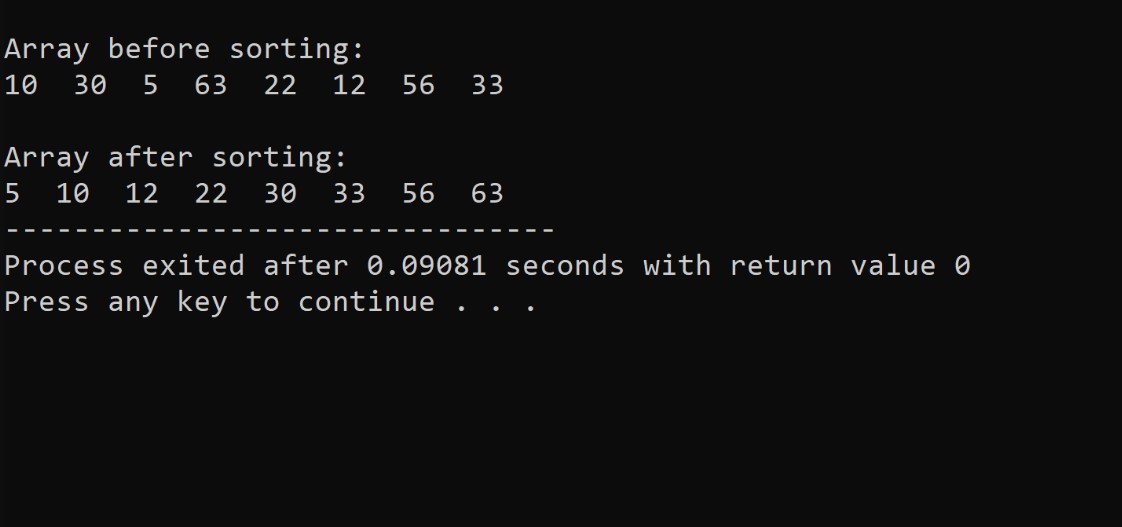 Array before sorting:
10  30  5  63  22  12  56  33
Array after sorting:
5  10  12  22  30  33  56  63
--------------------------------
Process exited after 0.09081 seconds with return value 0
Press any key to continue . . .